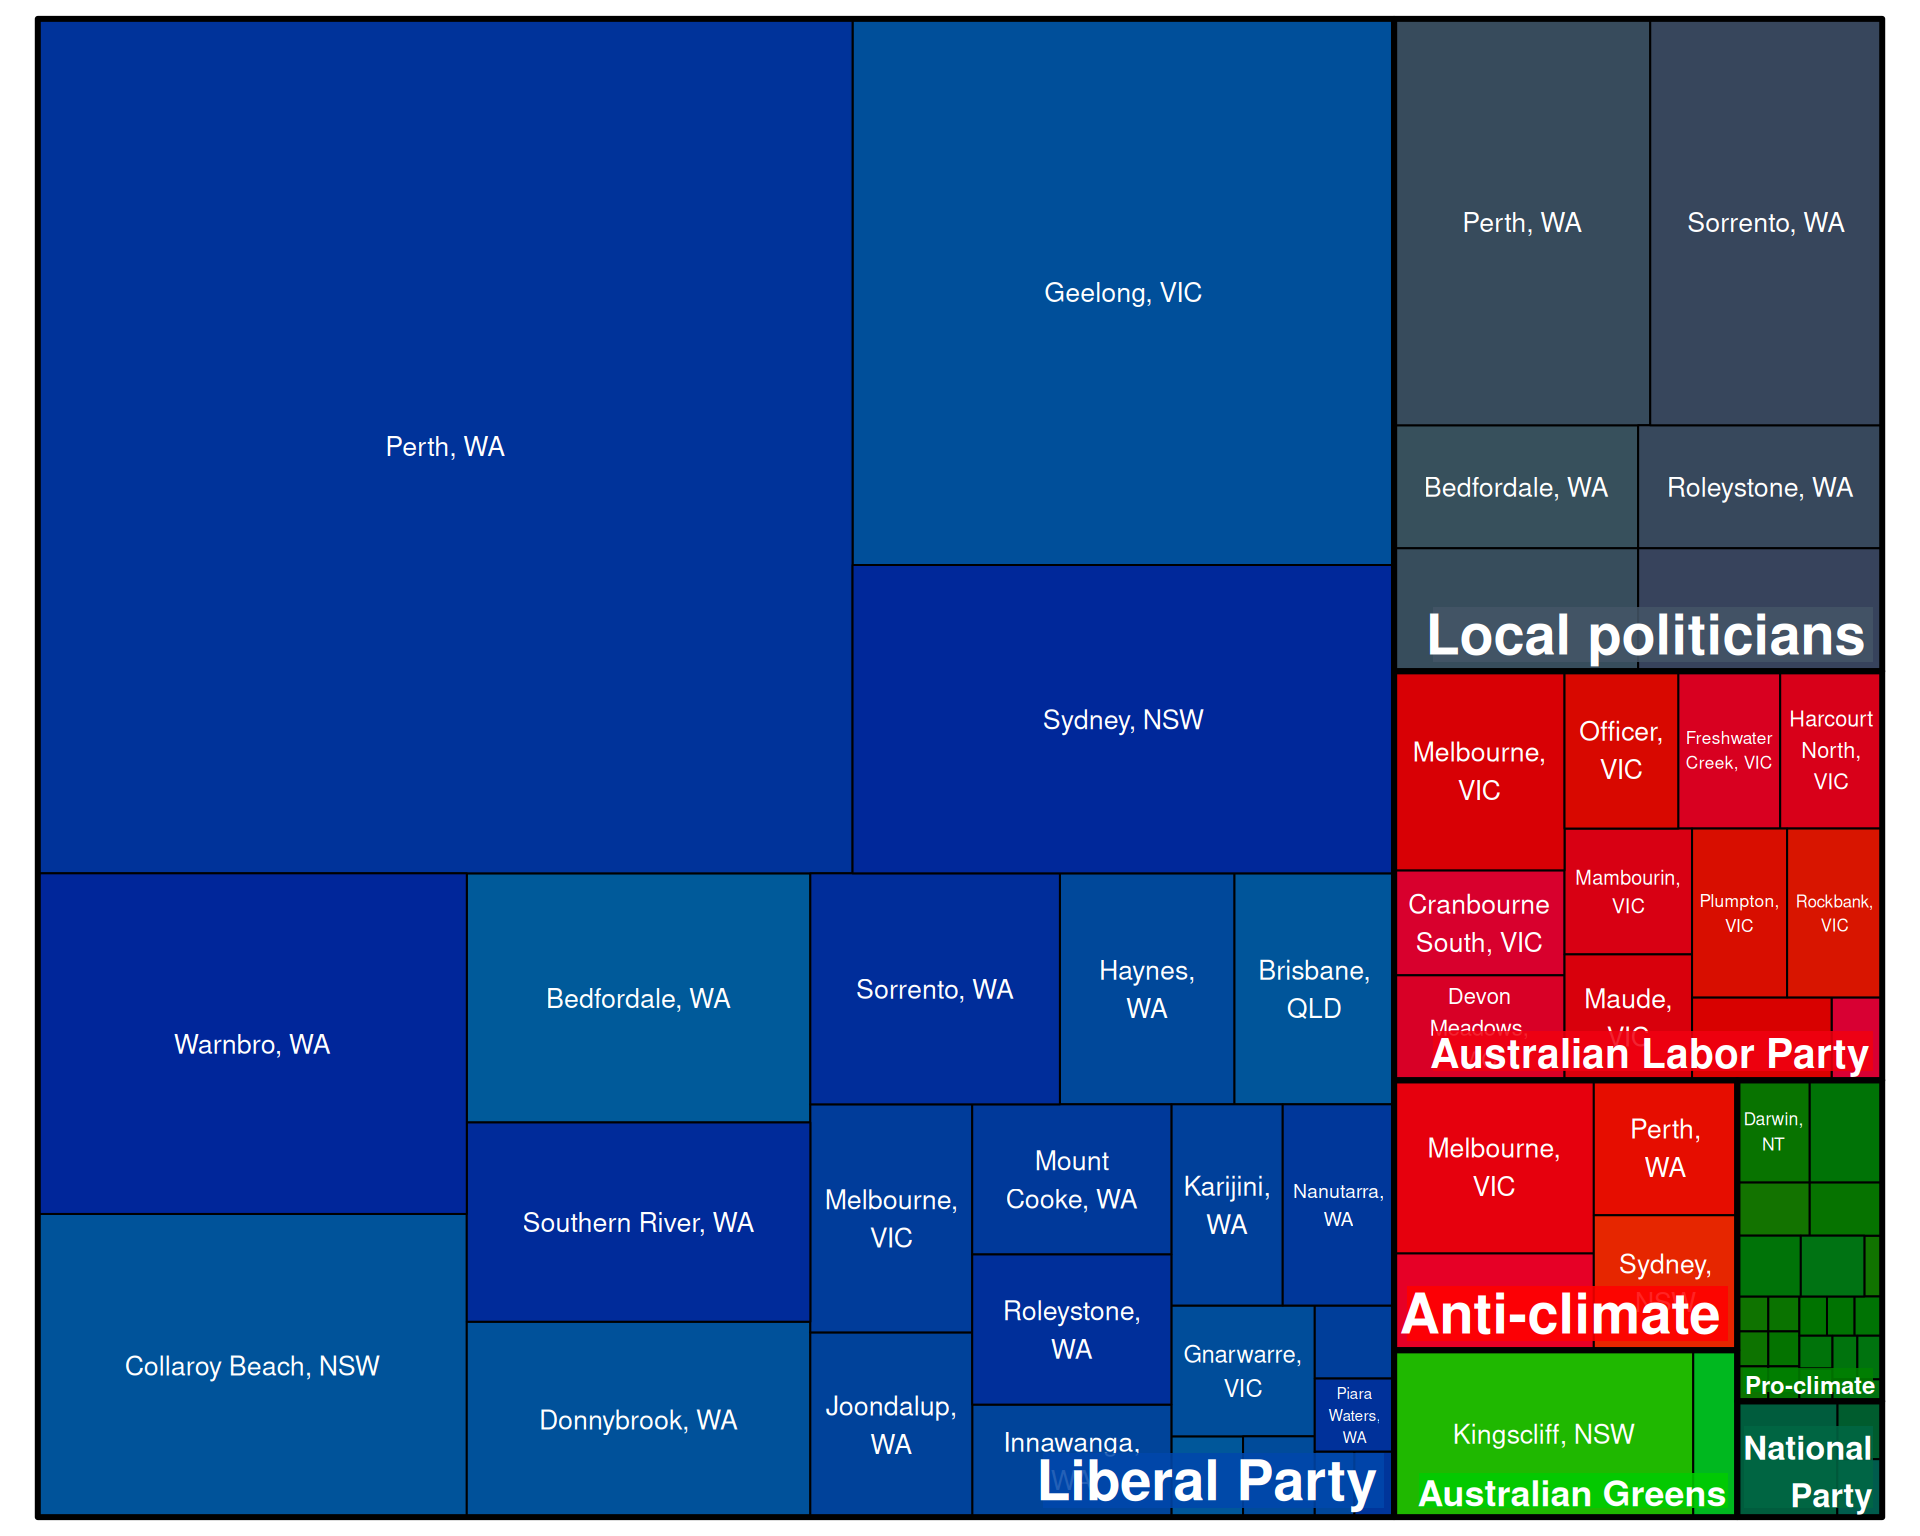 Perth, WA
Geelong, VIC
Sydney, NSW
Warnbro, WA
Collaroy Beach, NSW
Bedfordale, WA
Southern River, WA
Donnybrook, WA
Sorrento, WA
Haynes,
WA
Brisbane,
QLD
Melbourne,
VIC
Joondalup,
WA
Mount
Cooke, WA
Roleystone,
WA
Innawanga,
WA
Karijini,
WA
Nanutarra,
WA
Gnarwarre,
VIC
Piara
Waters,
WA
Liberal Party
Perth, WA
Sorrento, WA
Bedfordale, WA
Roleystone, WA
Local politicians
Melbourne,
VIC
Officer,
VIC
Freshwater
Creek, VIC
Harcourt
North,
VIC
Cranbourne
South, VIC
Mambourin,
VIC
Plumpton,
VIC
Rockbank,
VIC
Devon
Meadows,
Maude,
VIC
Australian Labor Party
Melbourne,
VIC
Perth,
WA
Sydney,
NSW
Anti-climate
Darwin,
NT
Pro-climate
Kingscliff, NSW
Australian Greens
National
Party